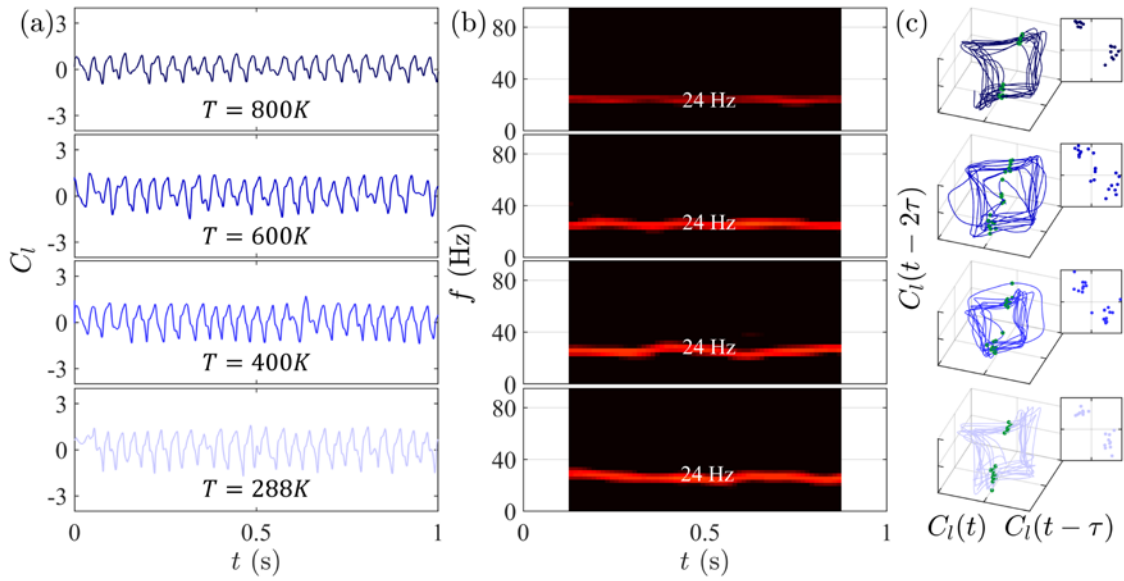 (a)
3
0
-3
T = 800K
3
0
-3
T = 600K
3
0
-3
T = 400K
3
0
-3
T = 288K
C_l
0 0.5 1
t (s)
(b)
80
40
0
24 Hz
80
40
0
24 Hz
80
40
0
24 Hz
80
40
0
24 Hz
f (Hz)
0 0.5 1
t (s)
(c)
C_l(t − 2τ)
C_l(t) C_l(t − τ)